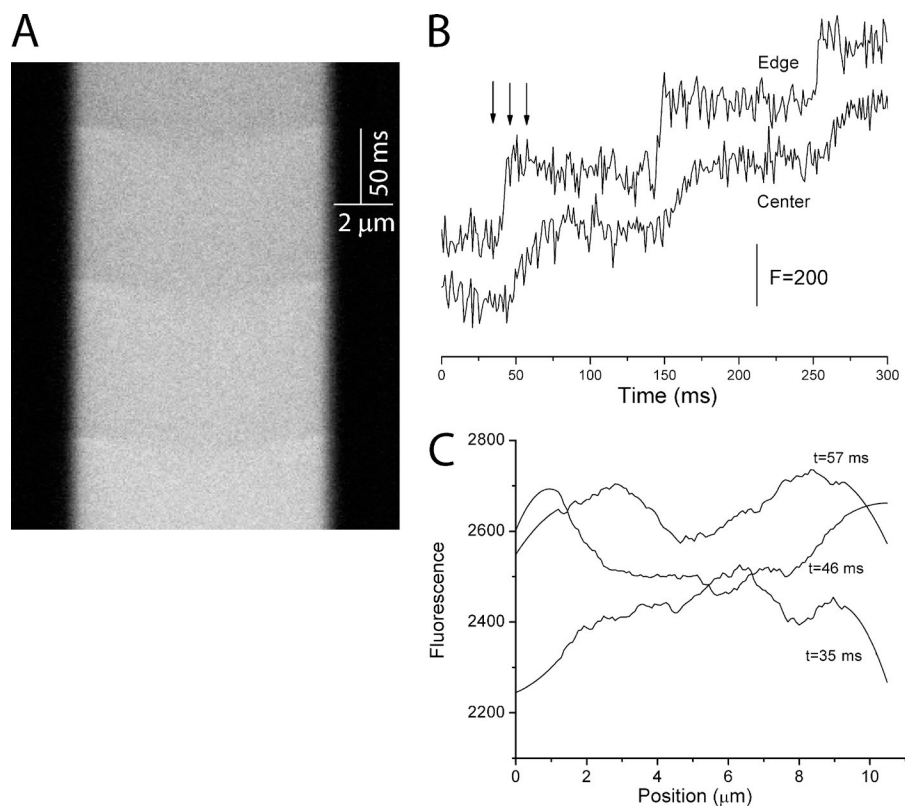 A
50 ms
2 μm
B
Edge
Center
F=200
0 50 100 150 200 250 300
Time (ms)
C
2800
2600
2400
2200
Fluorescence
t=57 ms
t=46 ms
t=35 ms
0 2 4 6 8 10
Position (μm)